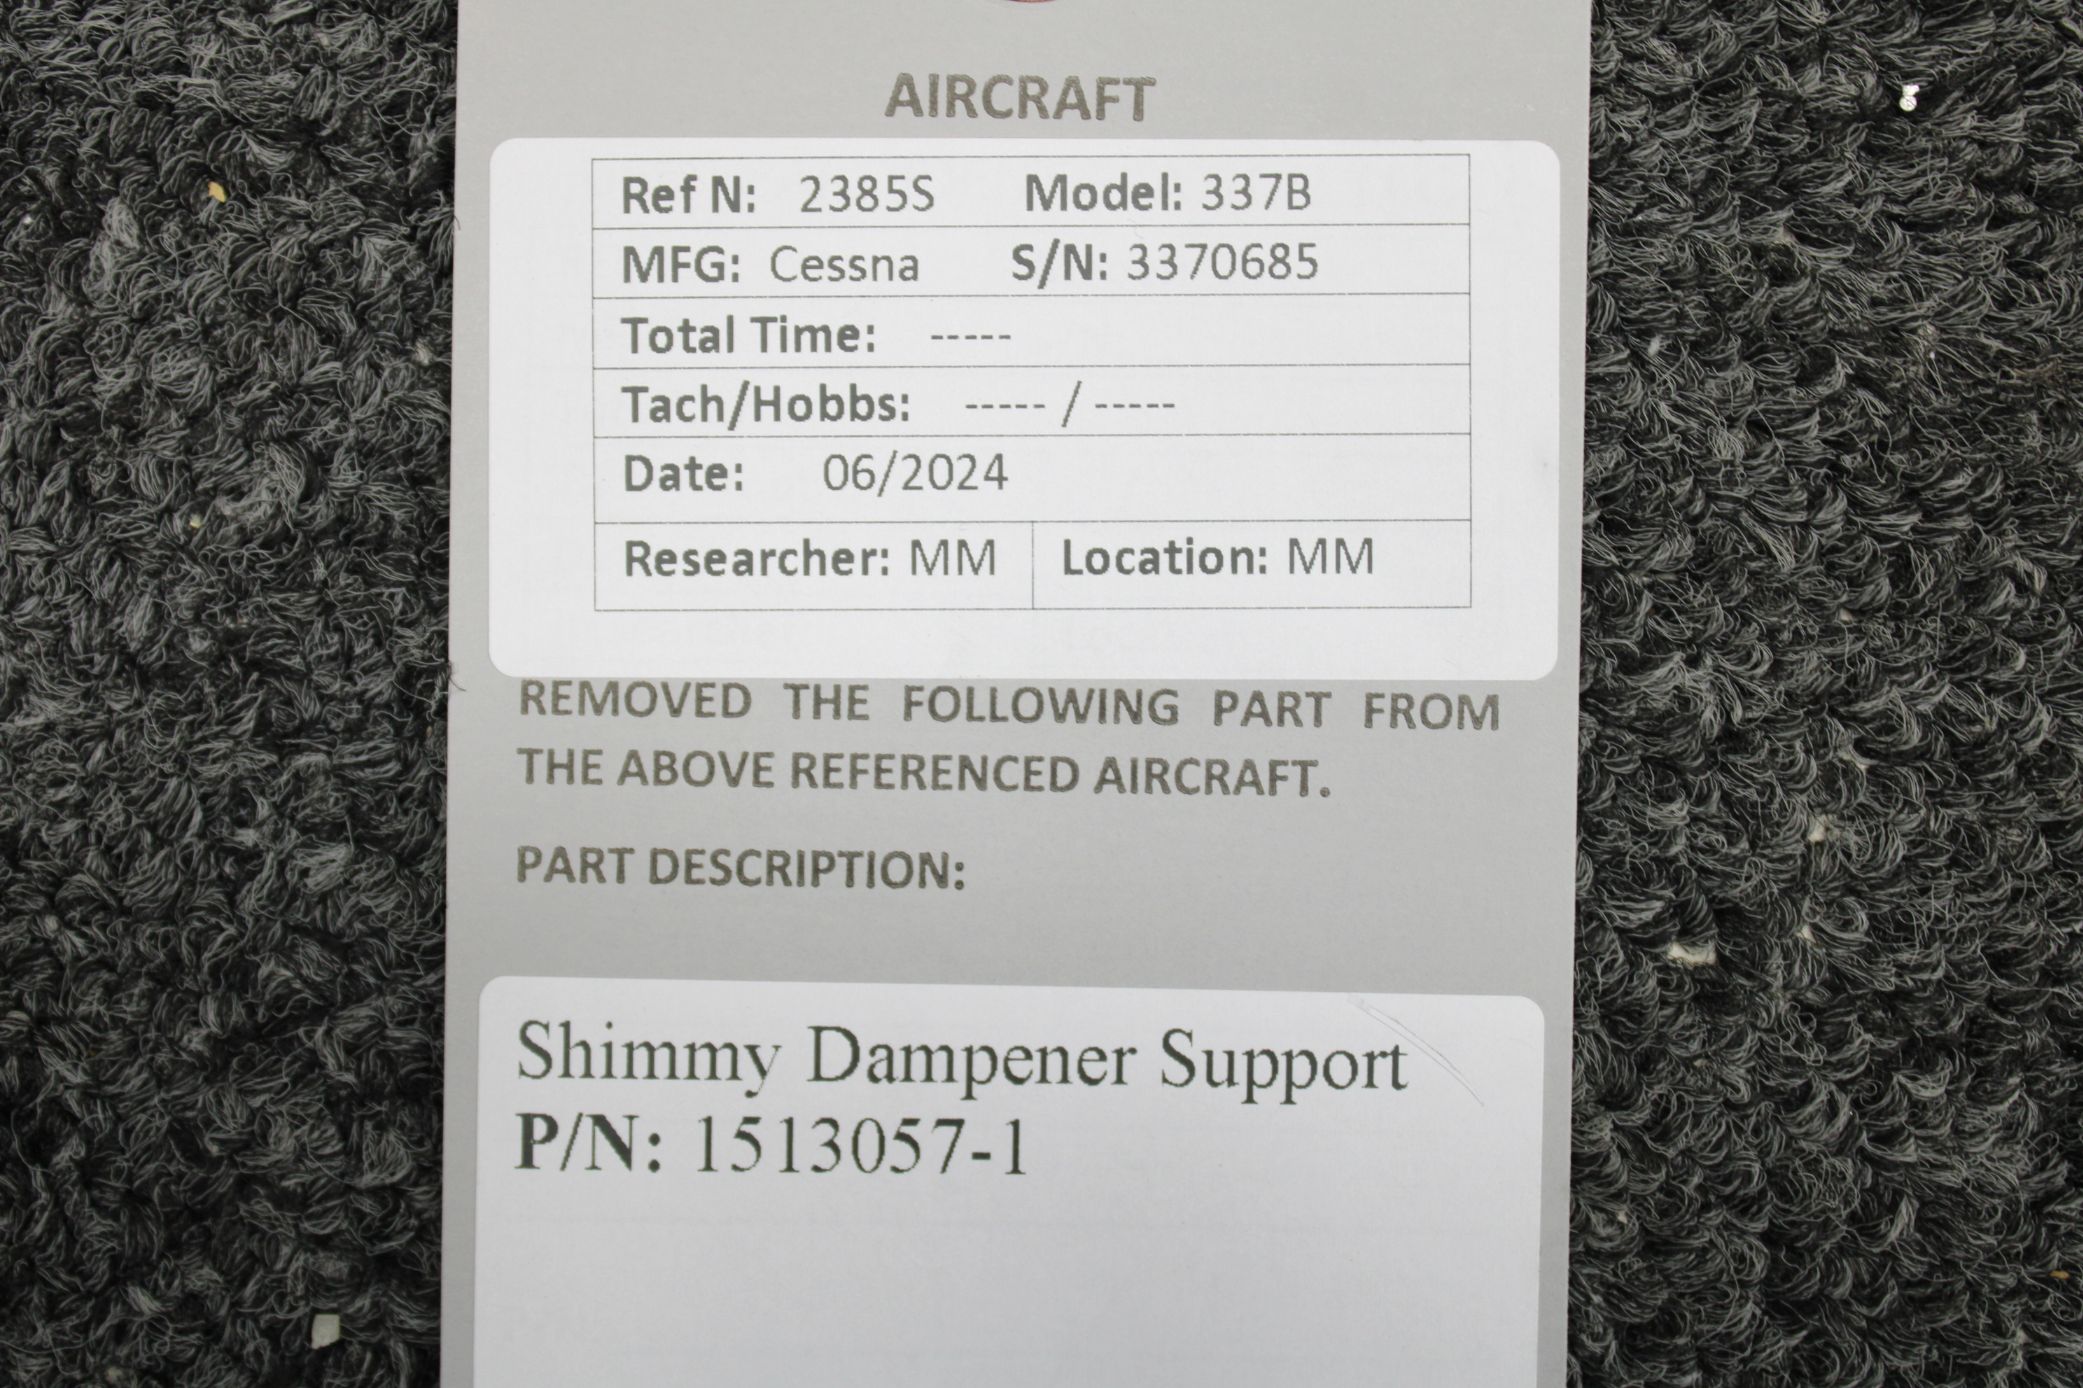 AIRCRAFT
Ref N: 2385S Model: 337B
MFG: Cessna S/N: 3370685
Total Time: -----
Tach/Hobbs: ----- / -----
Date: 06/2024
Researcher: MM Location: MM
REMOVED THE FOLLOWING PART FROM
THE ABOVE REFERENCED AIRCRAFT.
PART DESCRIPTION:
Shimmy Dampener Support
P/N: 1513057-1